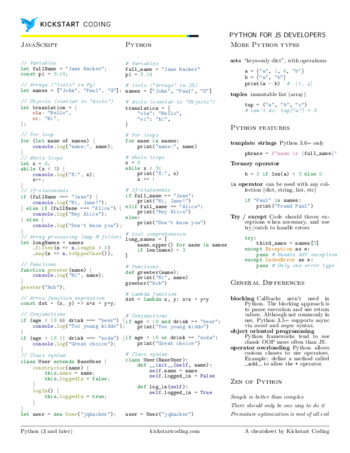 KICKSTART CODING
PYTHON FOR JS DEVELOPERS
JAVASCRIPT
// Variables
let fullName = "Jane Hacker";
const pi = 3.14;
// Arrays ("Lists" to Py)
let names = ["John", "Paul", "G"];
// Objects (similar to "dicts")
let translation = {
ola: "Hello",
oi: "Hi",
};
// For loop
for (let name of names) {
console.log("name:", name);
}
// While loops
let x = 0;
while (x < 3) {
console.log("X:", x);
x++;
}
// If-statements
if (fullName === "Jane") {
console.log("Hi, Jane!");
} else if (fullName === "Alice") {
console.log("Hey Alice");
} else {
console.log("Don't know you");
}
// Array processing (map & filter)
let longNames = names
.filter(n => n.length > 3)
.map(n => n.toUpperCase());
// Functions
function greeter(name) {
console.log("Hi", name);
}
greeter("Bob");
// Arrow function expression
const dst = (x, y) => x*x + y*y;
// Conjunctions
if (age < 18 && drink === "beer") {
console.log("Too young kiddo");
}
if (age > 18 || drink === "soda") {
console.log("Great choice");
}
// Class syntax
class User extends BaseUser {
constructor(name) {
this.name = name;
this.loggedIn = false;
}
logIn() {
this.loggedIn = true;
}
}
let user = new User("jqhacker");
PYTHON
# Variables
full_name = "Jane Hacker"
pi = 3.14
# Lists ("Arrays" in JS)
names = ["John", "Paul", "G"]
# dicts (similar to "Objects")
translation = {
"ola": "Hello",
"oi": "hi",
}
# For loops
for name in names:
print("name:", name)
# While loops
x = 0
while x < 3:
print("X:", x)
x += 1
# If-statements
if full_name == "Jane":
print("Hi, Jane!")
elif full_name == "Alice":
print("Hey Alice")
else:
print("Don't know you")
# List comprehension
long_names = [
name.upper() for name in names
if len(name) > 3
]
# Functions
def greeter(name):
print("Hi", name)
greeter("Bob")
# Lambda function
dst = lambda x, y: x*x + y*y
# Conjunctions
if age < 18 and drink == "beer":
print("Too young kiddo")
if age > 18 or drink == "soda":
print("Great choice")
# Class syntax
class User(BaseUser):
def __init__(self, name):
self.name = name
self.logged_in = False
def log_in(self):
self.logged_in = True
user = User("jqhacker")
MORE PYTHON TYPES
sets "key-only dict", with operations
a = {"a", 1, 4, "b"}
b = {"a", "b"}
print(a - b) # {1, 4}
tuples immutable list (array)
tup = ("a", "b", "c")
# can't do: tup["a"] = 3
PYTHON FEATURES
template strings Python 3.6+ only
phrase = f"name is {full_name}"
Ternary operator
b = 3 if len(a) > 3 else 0
in operator can be used with any collection
(dict, string, list, etc)
if "Paul" in names:
print("Found Paul")
Try / except Code should throw exceptions
when necessary, and use
try/catch to handle errors
try:
third_name = names[3]
except Exception as e:
pass # Handle ANY exception
except IndexError as e:
pass # Only error type
GENERAL DIFFERENCES
blocking Callbacks aren't used in
Python. The blocking approach is
to pause execution and use return
values. Although not commonly in
use, Python 3.5+ supports async
via await and async syntax.
object oriented programming
Python frameworks tend to use
classic OOP more often than JS.
operator overloading Python allows
custom classes to use operators.
Example: define a method called
__add__ to allow the + operator.
ZEN OF PYTHON
Simple is better than complex
There should only be one way to do it
Premature optimization is root of all evil
Python (3 and later)
kickstartcoding.com
A cheatsheet by Kickstart Coding